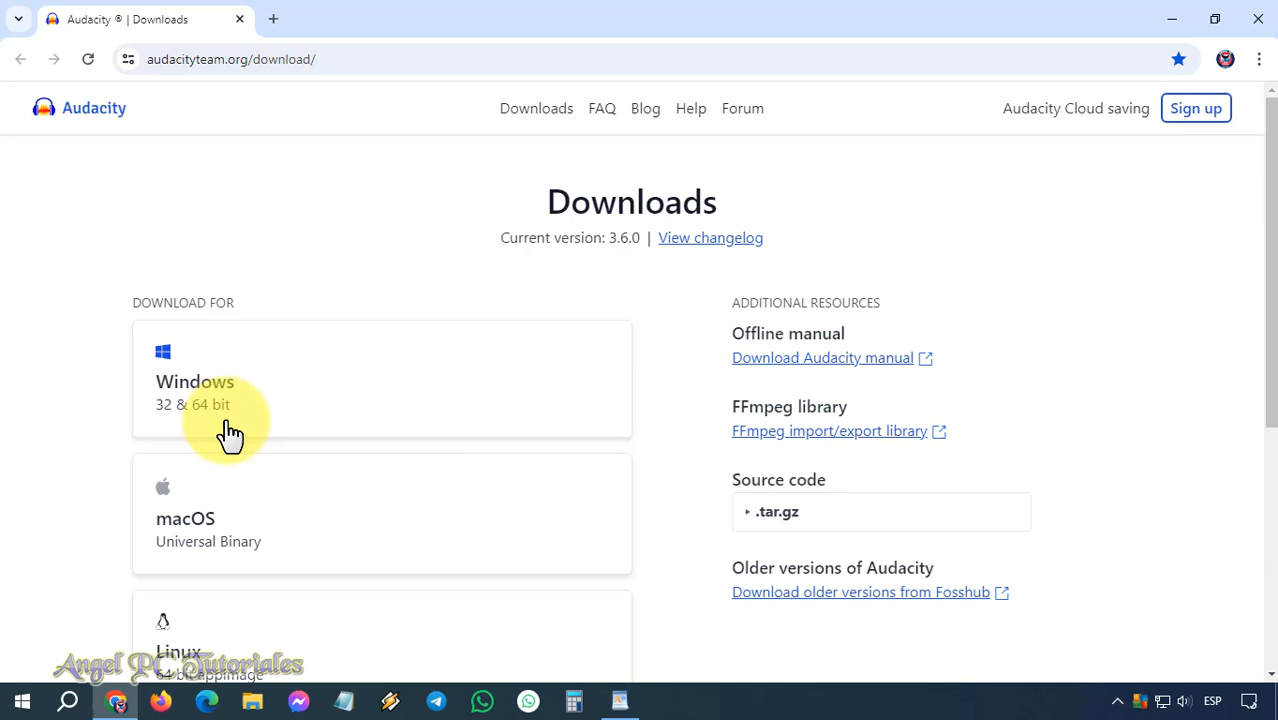 Audacity ® | Downloads
audacityteam.org/download/
Audacity
Downloads
FAQ
Blog
Help
Forum
Audacity Cloud saving
Sign up
Downloads
Current version: 3.6.0 | View changelog
DOWNLOAD FOR
Windows
32 & 64 bit
macOS
Universal Binary
Linux
64 bit appimage
ADDITIONAL RESOURCES
Offline manual
Download Audacity manual
FFmpeg library
FFmpeg import/export library
Source code
.tar.gz
Older versions of Audacity
Download older versions from Fosshub
Angel PC Tutoriales
ESP